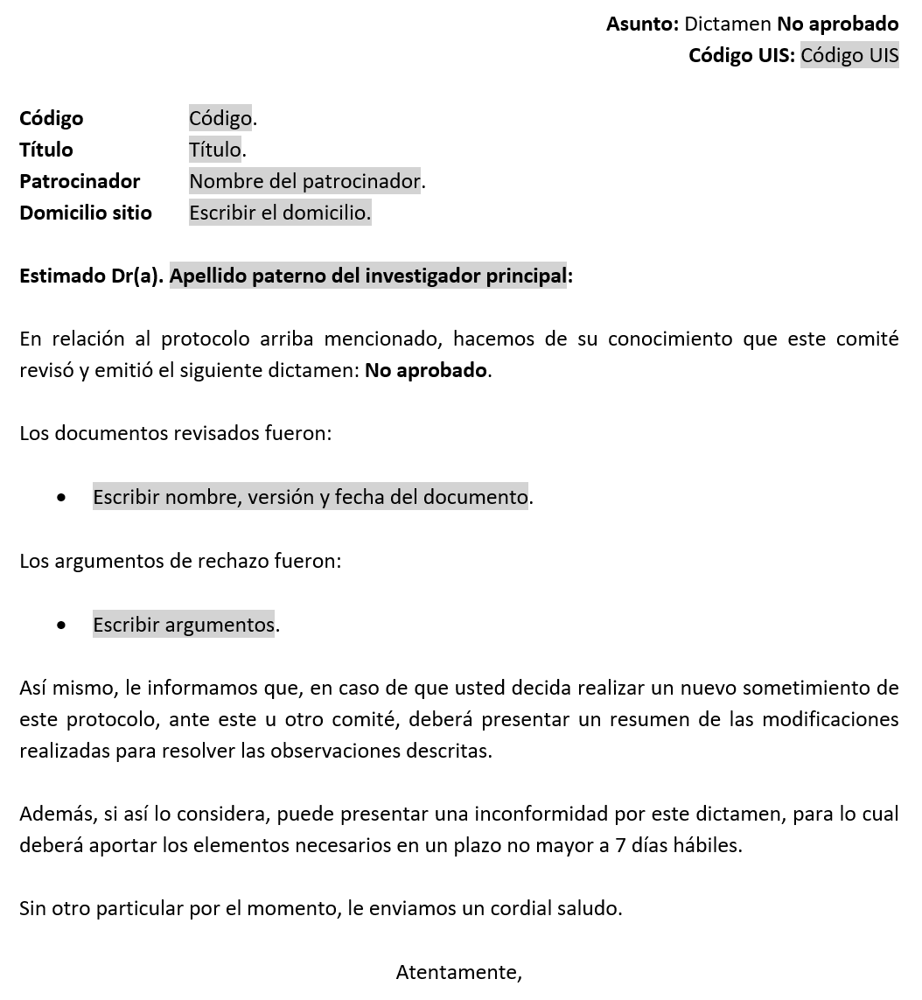 Asunto: Dictamen No aprobado
Código UIS: Código UIS
Código Código.
Título Título.
Patrocinador Nombre del patrocinador.
Domicilio sitio Escribir el domicilio.
Estimado Dr(a). Apellido paterno del investigador principal:
En relación al protocolo arriba mencionado, hacemos de su conocimiento que este comité
revisó y emitió el siguiente dictamen: No aprobado.
Los documentos revisados fueron:
• Escribir nombre, versión y fecha del documento.
Los argumentos de rechazo fueron:
• Escribir argumentos.
Así mismo, le informamos que, en caso de que usted decida realizar un nuevo sometimiento de
este protocolo, ante este u otro comité, deberá presentar un resumen de las modificaciones
realizadas para resolver las observaciones descritas.
Además, si así lo considera, puede presentar una inconformidad por este dictamen, para lo cual
deberá aportar los elementos necesarios en un plazo no mayor a 7 días hábiles.
Sin otro particular por el momento, le enviamos un cordial saludo.
Atentamente,